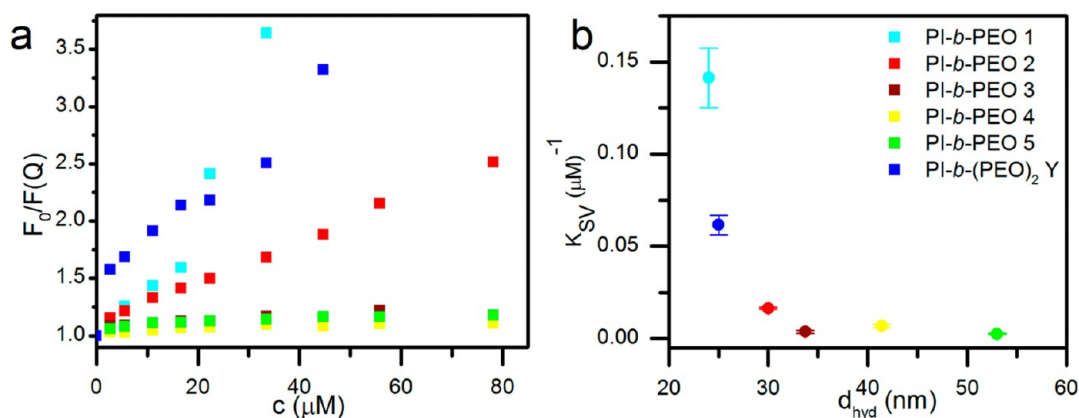 a
3.5
3.0
2.5
2.0
1.5
1.0
F₀/F(Q)
0 20 40 60 80
c (μM)
b
0.15
0.10
0.05
0.00
K_SV (μM)⁻¹
PI-b-PEO 1
PI-b-PEO 2
PI-b-PEO 3
PI-b-PEO 4
PI-b-PEO 5
PI-b-(PEO)₂ Y
20 30 40 50 60
d_hyd (nm)